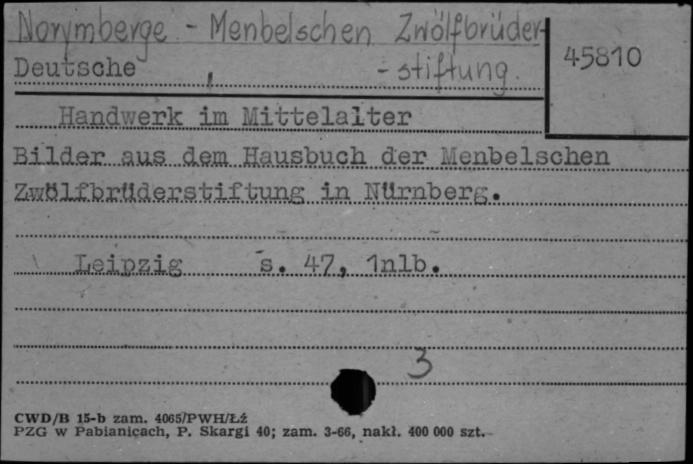 Norymberge - Menbelschen Zwölfbrüder-
-stiftung.
45810
Deutsche
Handwerk im Mittelalter
Bilder aus dem Hausbuch der Menbelschen
Zwölfbrüderstiftung in Nürnberg.
Leipzig s. 47, 1nlb.
3
CWD/B 15-b zam. 4065/PWH/Łź
PZG w Pabianicach, P. Skargi 40; zam. 3-66, nakł. 400 000 szt.